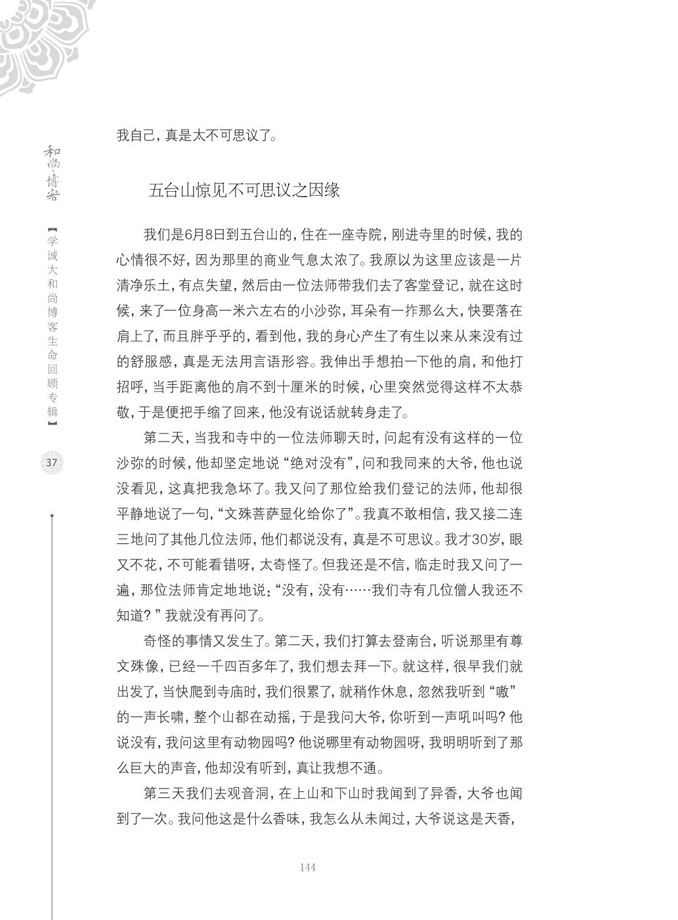 我自己，真是太不可思议了。
五台山惊见不可思议之因缘
我们是6月8日到五台山的，住在一座寺院，刚进寺里的时候，我的
心情很不好，因为那里的商业气息太浓了。我原以为这里应该是一片
清净乐土，有点失望，然后由一位法师带我们去了客堂登记，就在这时
候，来了一位身高一米六左右的小沙弥，耳朵有一拃那么大，快要落在
肩上了，而且胖乎乎的，看到他，我的身心产生了有生以来从来没有过
的舒服感，真是无法用言语形容。我伸出手想拍一下他的肩，和他打
招呼，当手距离他的肩不到十厘米的时候，心里突然觉得这样不太恭
敬，于是便把手缩了回来，他没有说话就转身走了。
第二天，当我和寺中的一位法师聊天时，问起有没有这样的一位
沙弥的时候，他却坚定地说“绝对没有”，问和我同来的大爷，他也说
没看见，这真把我急坏了。我又问了那位给我们登记的法师，他却很
平静地说了一句，“文殊菩萨显化给你了”。我真不敢相信，我又接二连
三地问了其他几位法师，他们都说没有，真是不可思议。我才30岁，眼
又不花，不可能看错呀，太奇怪了。但我还是不信，临走时我又问了一
遍，那位法师肯定地地说：“没有，没有……我们寺有几位僧人我还不
知道？”我就没有再问了。
奇怪的事情又发生了。第二天，我们打算去登南台，听说那里有尊
文殊像，已经一千四百多年了，我们想去拜一下。就这样，很早我们就
出发了，当快爬到寺庙时，我们很累了，就稍作休息，忽然我听到“嗷”
的一声长啸，整个山都在动摇，于是我问大爷，你听到一声吼叫吗？他
说没有，我问这里有动物园吗？他说哪里有动物园呀，我明明听到了那
么巨大的声音，他却没有听到，真让我想不通。
第三天我们去观音洞，在上山和下山时我闻到了异香，大爷也闻
到了一次。我问他这是什么香味，我怎么从未闻过，大爷说这是天香，
和尚·博客
【学诚大和尚博客生命回顾专辑】
37
144